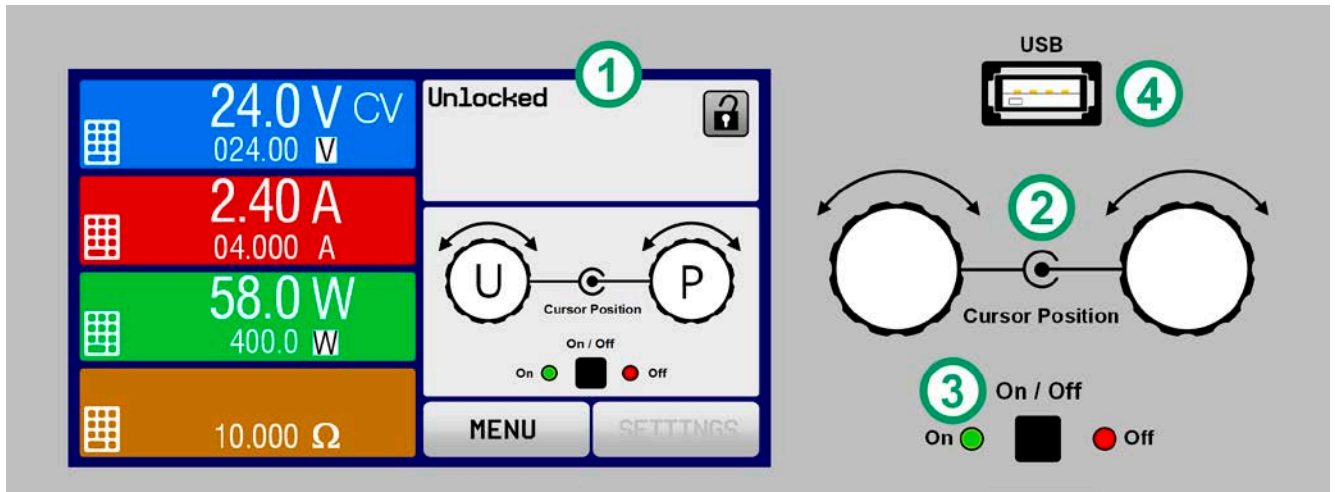 24.0 V CV
024.00 V
2.40 A
04.000 A
58.0 W
400.0 W
10.000 Ω
Unlocked
1
U
P
Cursor Position
On / Off
On
Off
MENU
SETTINGS
USB
4
2
Cursor Position
3
On / Off
On
Off